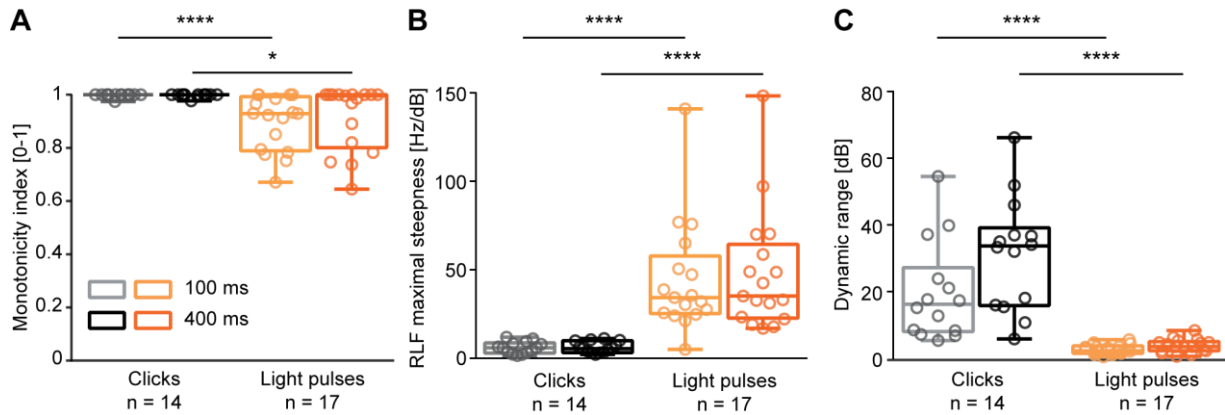 A
****
*
Monotonicity index [0-1]
1
0.8
0.6
0.4
0.2
0
100 ms
400 ms
Clicks
n = 14
Light pulses
n = 17
B
****
****
RLF maximal steepness [Hz/dB]
150
100
50
0
Clicks
n = 14
Light pulses
n = 17
C
****
****
Dynamic range [dB]
80
60
40
20
0
Clicks
n = 14
Light pulses
n = 17